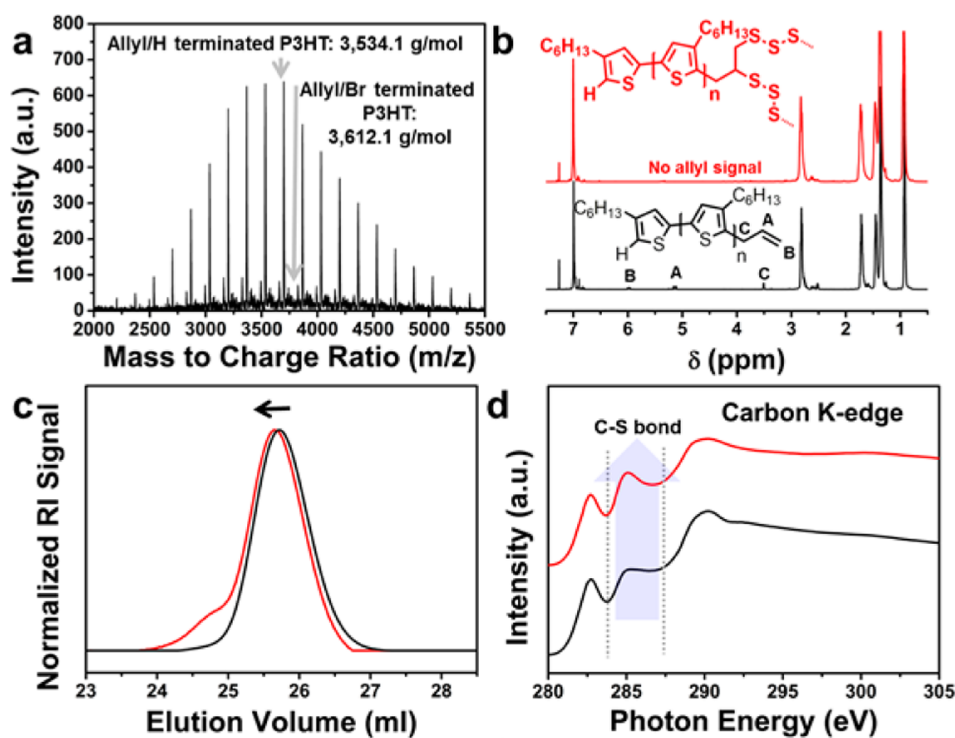 a
Allyl/H terminated P3HT: 3,534.1 g/mol
Allyl/Br terminated
P3HT:
3,612.1 g/mol
Intensity (a.u.)
800
700
600
500
400
300
200
100
0
2000 2500 3000 3500 4000 4500 5000 5500
Mass to Charge Ratio (m/z)
b
C6H13
C6H13
S
S
S
S
S
S
H
S
S
n
No allyl signal
C6H13
C6H13
H
S
S
n
C
A
B
B
A
C
7 6 5 4 3 2 1
δ (ppm)
c
Normalized RI Signal
23 24 25 26 27 28
Elution Volume (ml)
d
Carbon K-edge
C-S bond
Intensity (a.u.)
280 285 290 295 300 305
Photon Energy (eV)